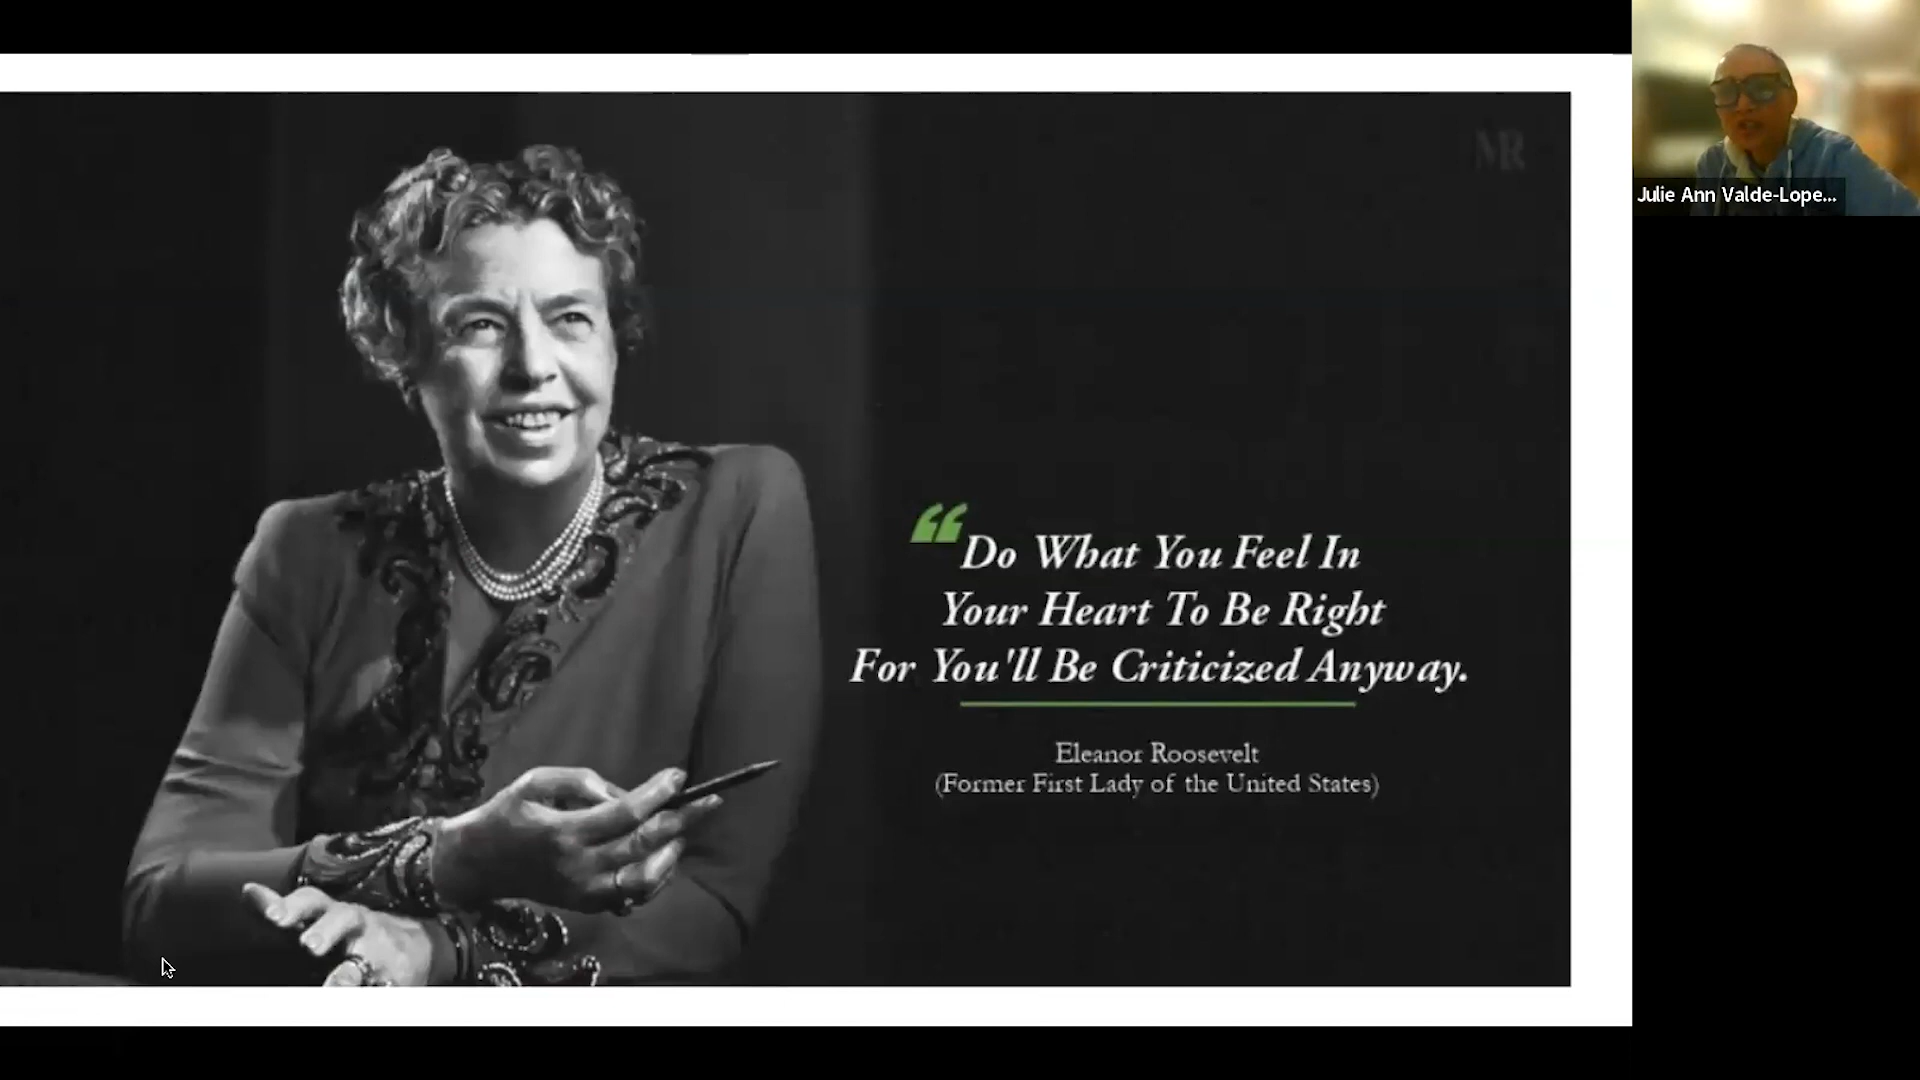 MR
Julie Ann Valde-Lope...
“Do What You Feel In
Your Heart To Be Right
For You'll Be Criticized Anyway.
Eleanor Roosevelt
(Former First Lady of the United States)